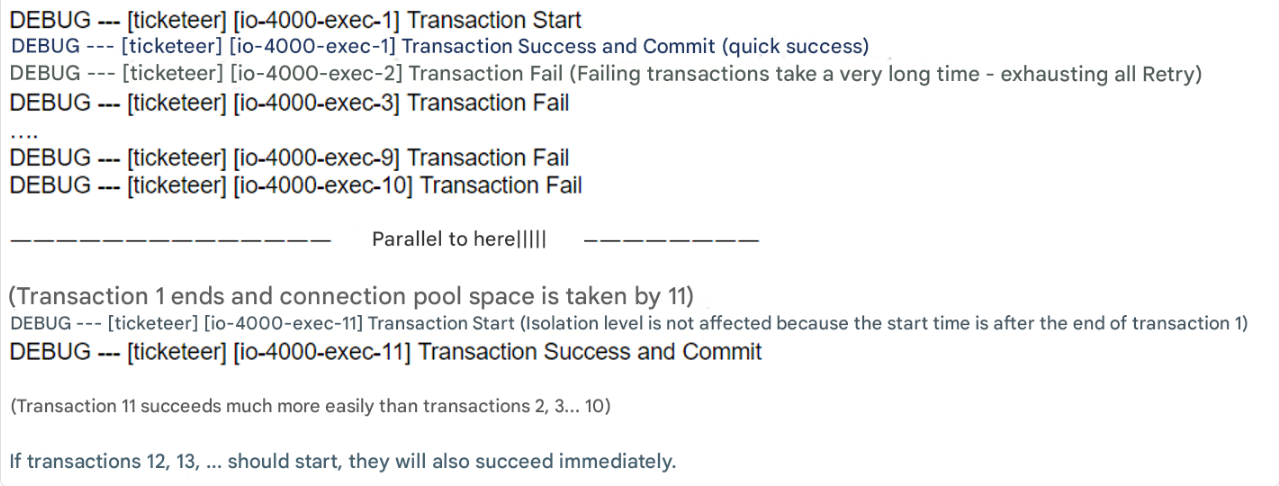 DEBUG --- [ticketeer] [io-4000-exec-1] Transaction Start
DEBUG --- [ticketeer] [io-4000-exec-1] Transaction Success and Commit (quick success)
DEBUG --- [ticketeer] [io-4000-exec-2] Transaction Fail (Failing transactions take a very long time - exhausting all Retry)
DEBUG --- [ticketeer] [io-4000-exec-3] Transaction Fail
....
DEBUG --- [ticketeer] [io-4000-exec-9] Transaction Fail
DEBUG --- [ticketeer] [io-4000-exec-10] Transaction Fail
—————————————— Parallel to here||||| ————————
(Transaction 1 ends and connection pool space is taken by 11)
DEBUG --- [ticketeer] [io-4000-exec-11] Transaction Start (Isolation level is not affected because the start time is after the end of transaction 1)
DEBUG --- [ticketeer] [io-4000-exec-11] Transaction Success and Commit
(Transaction 11 succeeds much more easily than transactions 2, 3... 10)
If transactions 12, 13, ... should start, they will also succeed immediately.